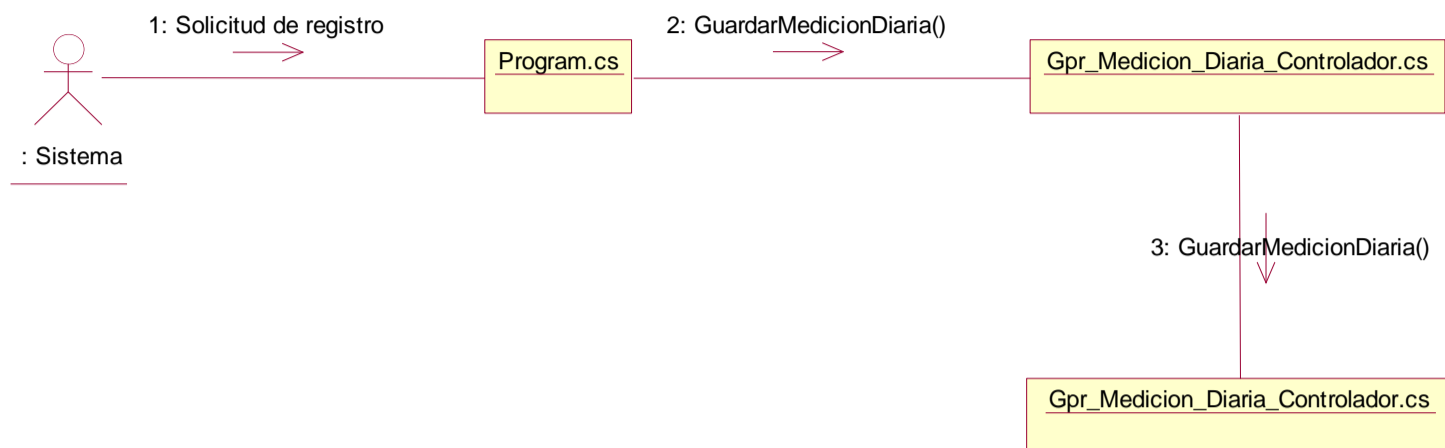 1: Solicitud de registro
2: GuardarMedicionDiaria()
Program.cs
Gpr_Medicion_Diaria_Controlador.cs
: Sistema
3: GuardarMedicionDiaria()
Gpr_Medicion_Diaria_Controlador.cs